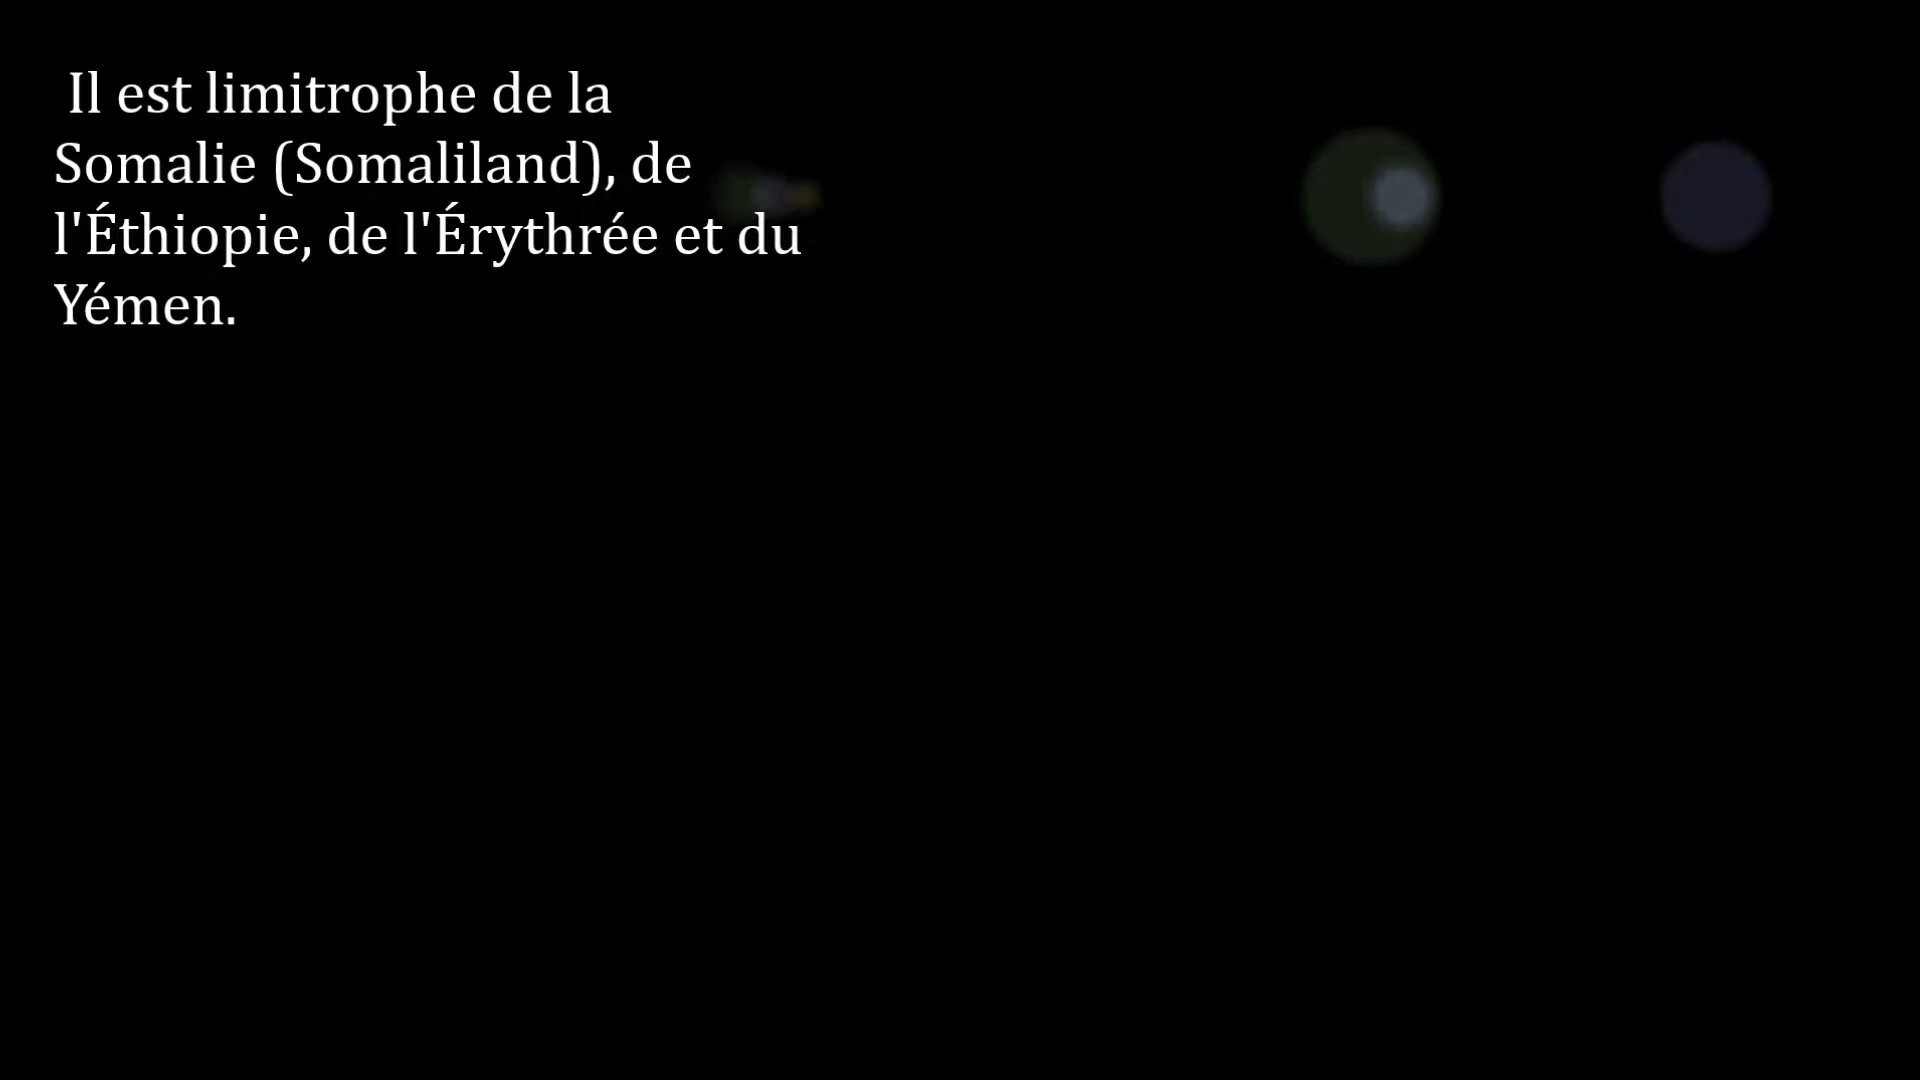 Il est limitrophe de la
Somalie (Somaliland), de
l'Éthiopie, de l'Érythrée et du
Yémen.